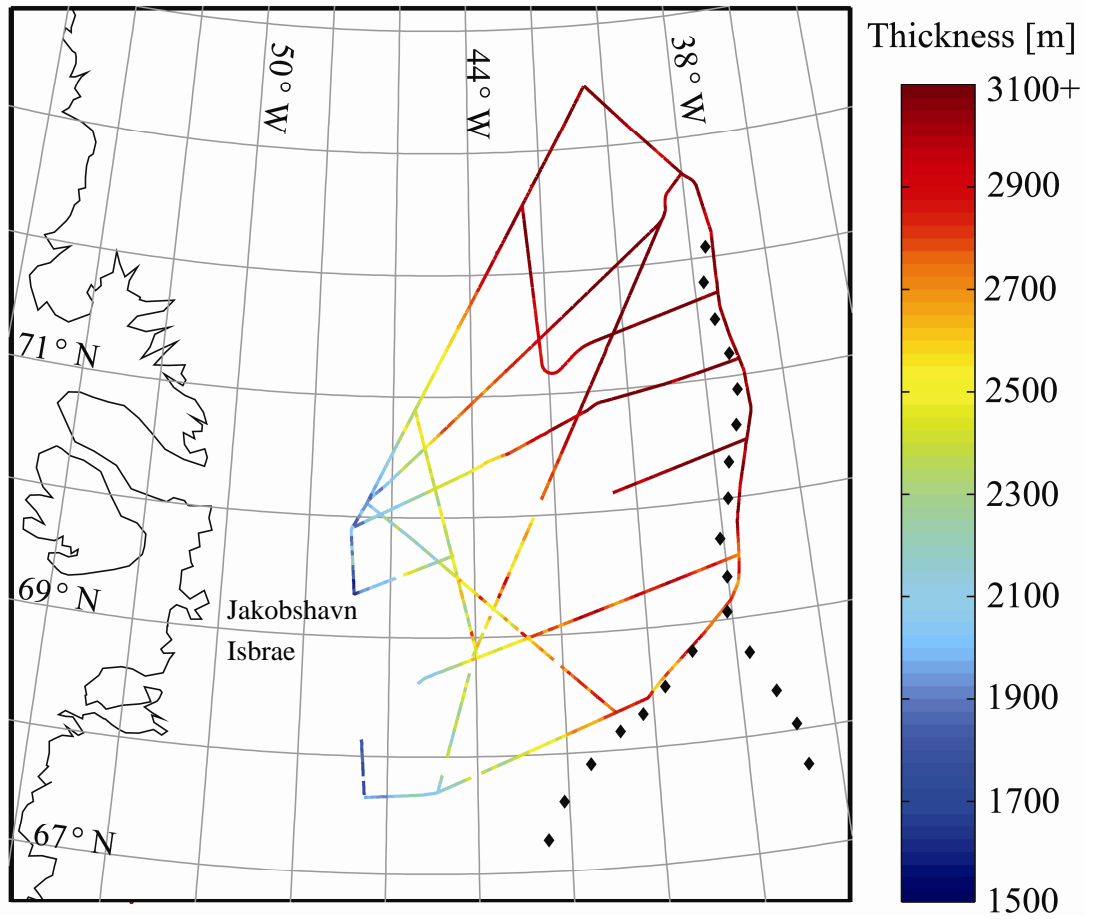 Thickness [m]
50° W
44° W
38° W
3100+
2900
2700
2500
2300
2100
1900
1700
1500
71° N
69° N
67° N
Jakobshavn
Isbrae